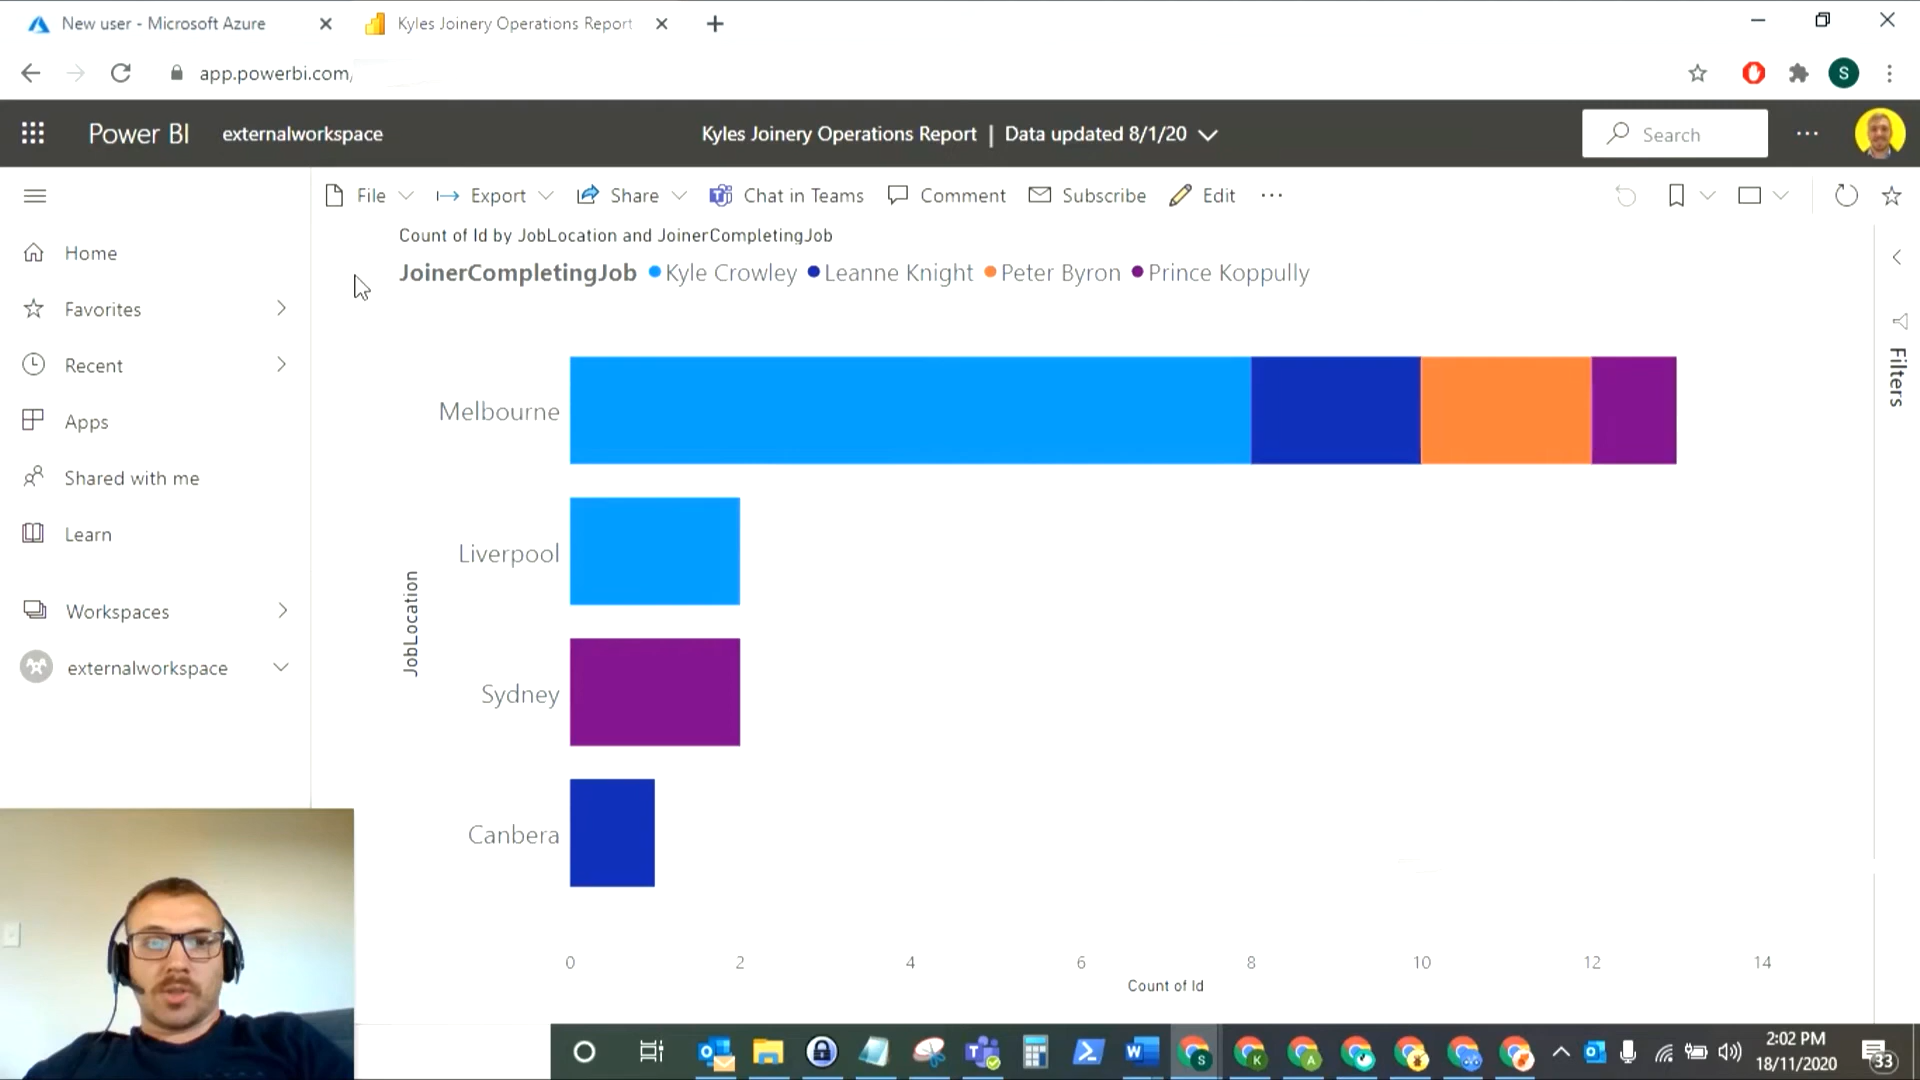 New user - Microsoft Azure
Kyles Joinery Operations Report
app.powerbi.com/
S
Power BI
externalworkspace
Kyles Joinery Operations Report | Data updated 8/1/20
Search
File
Export
Share
Chat in Teams
Comment
Subscribe
Edit
Home
Favorites
Recent
Apps
Shared with me
Learn
Workspaces
externalworkspace
Count of Id by JobLocation and JoinerCompletingJob
JoinerCompletingJob Kyle Crowley Leanne Knight Peter Byron Prince Koppully
JobLocation
Melbourne
Liverpool
Sydney
Canbera
0 2 4 6 8 10 12 14
Count of Id
Filters
2:02 PM
18/11/2020
33